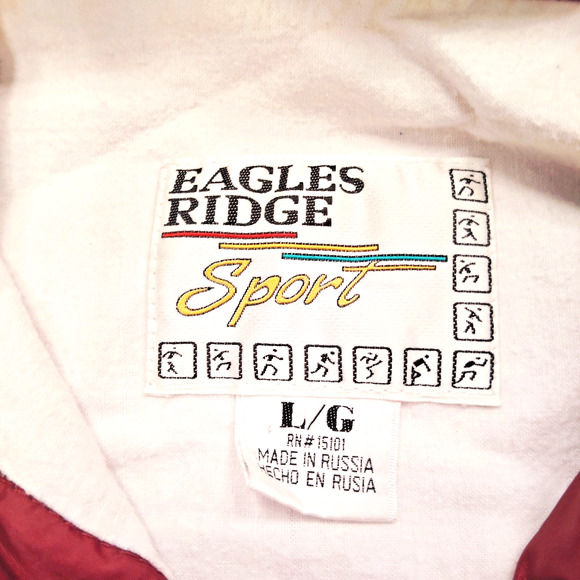 EAGLES
RIDGE
Sport
L/G
RN# 15101
MADE IN RUSSIA
HECHO EN RUSIA